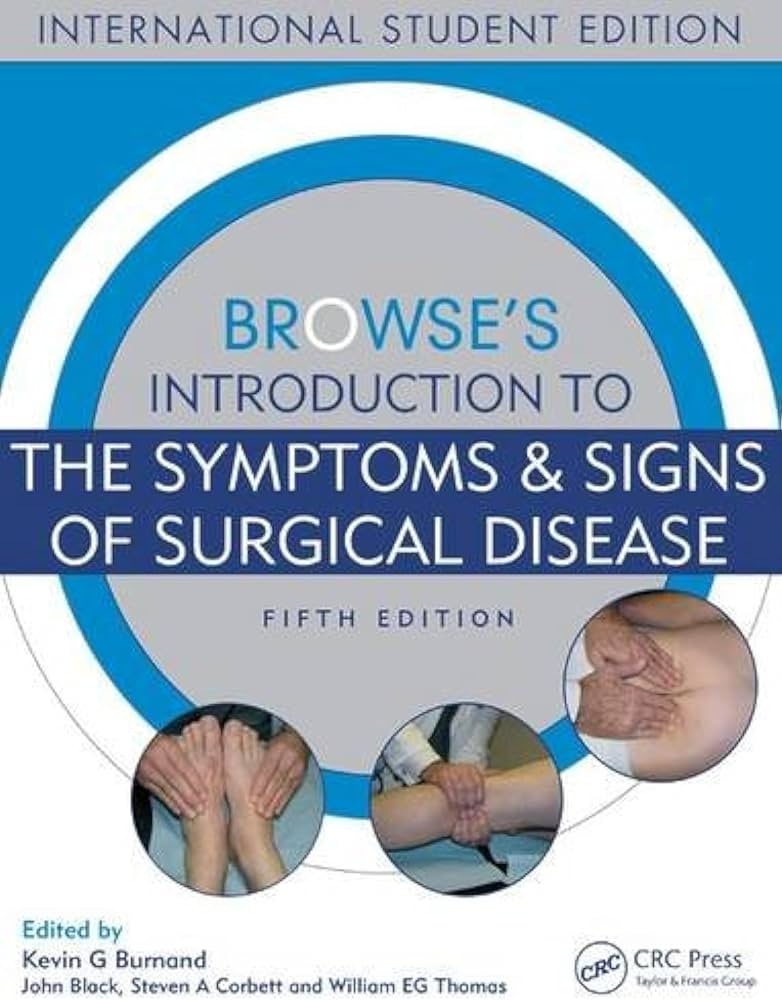 INTERNATIONAL STUDENT EDITION
BROWSE'S
INTRODUCTION TO
THE SYMPTOMS & SIGNS
OF SURGICAL DISEASE
FIFTH EDITION
Edited by
Kevin G Burnand
John Black, Steven A Corbett and William EG Thomas
CRC
CRC Press
Taylor & Francis Group